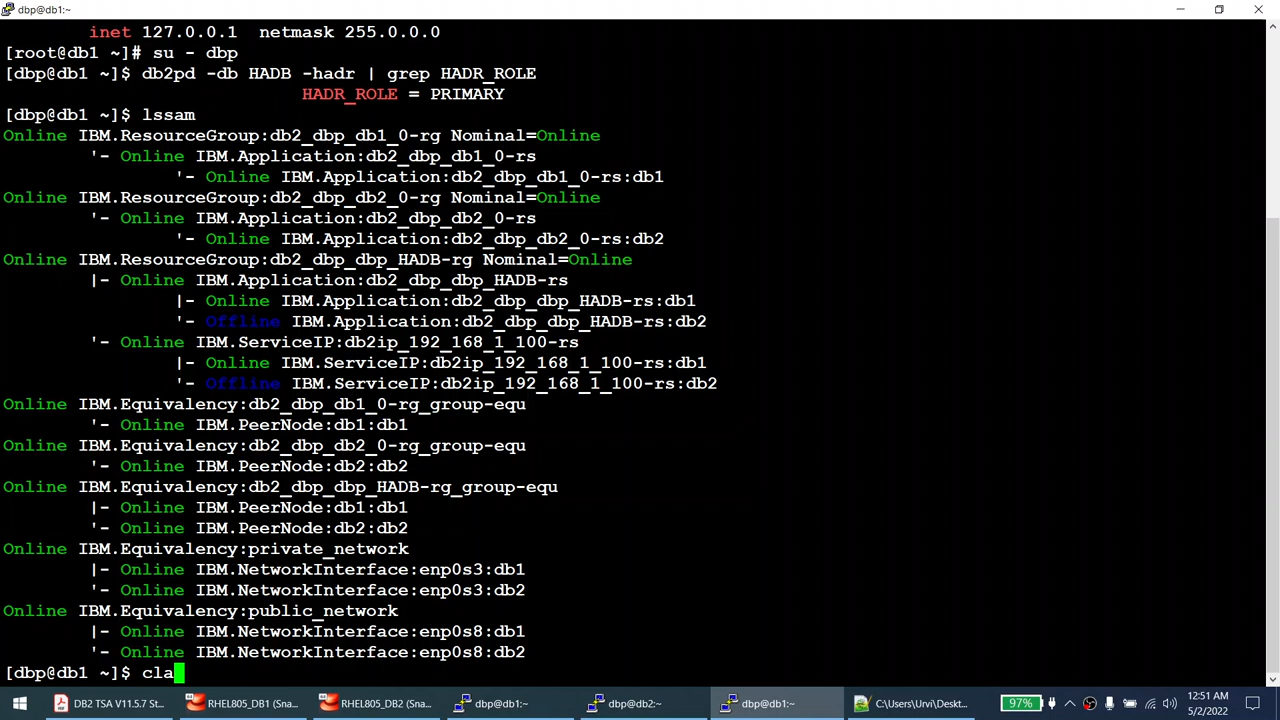 dbp@db1:~
inet 127.0.0.1  netmask 255.0.0.0
[root@db1 ~]# su - dbp
[dbp@db1 ~]$ db2pd -db HADB -hadr | grep HADR_ROLE
HADR_ROLE = PRIMARY
[dbp@db1 ~]$ lssam
Online IBM.ResourceGroup:db2_dbp_db1_0-rg Nominal=Online
'- Online IBM.Application:db2_dbp_db1_0-rs
'- Online IBM.Application:db2_dbp_db1_0-rs:db1
Online IBM.ResourceGroup:db2_dbp_db2_0-rg Nominal=Online
'- Online IBM.Application:db2_dbp_db2_0-rs
'- Online IBM.Application:db2_dbp_db2_0-rs:db2
Online IBM.ResourceGroup:db2_dbp_dbp_HADB-rg Nominal=Online
|- Online IBM.Application:db2_dbp_dbp_HADB-rs
|- Online IBM.Application:db2_dbp_dbp_HADB-rs:db1
'- Offline IBM.Application:db2_dbp_dbp_HADB-rs:db2
'- Online IBM.ServiceIP:db2ip_192_168_1_100-rs
|- Online IBM.ServiceIP:db2ip_192_168_1_100-rs:db1
'- Offline IBM.ServiceIP:db2ip_192_168_1_100-rs:db2
Online IBM.Equivalency:db2_dbp_db1_0-rg_group-equ
'- Online IBM.PeerNode:db1:db1
Online IBM.Equivalency:db2_dbp_db2_0-rg_group-equ
'- Online IBM.PeerNode:db2:db2
Online IBM.Equivalency:db2_dbp_dbp_HADB-rg_group-equ
|- Online IBM.PeerNode:db1:db1
'- Online IBM.PeerNode:db2:db2
Online IBM.Equivalency:private_network
|- Online IBM.NetworkInterface:enp0s3:db1
'- Online IBM.NetworkInterface:enp0s3:db2
Online IBM.Equivalency:public_network
|- Online IBM.NetworkInterface:enp0s8:db1
'- Online IBM.NetworkInterface:enp0s8:db2
[dbp@db1 ~]$ cla
DB2 TSA V11.5.7 St...
RHEL805_DB1 (Sna...
RHEL805_DB2 (Snap...
dbp@db1:~
dbp@db2:~
dbp@db1:~
C:\Users\Urvi\Deskt...
97%
12:51 AM
5/2/2022